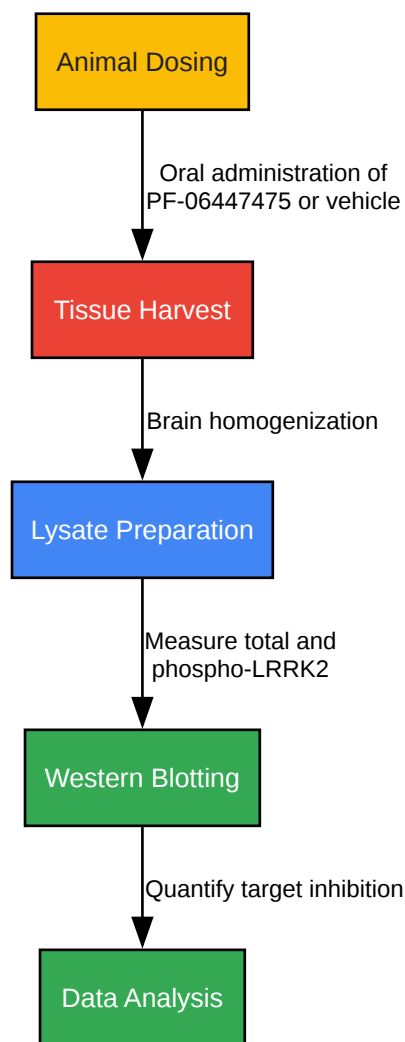 Animal Dosing
Oral administration of
PF-06447475 or vehicle
Tissue Harvest
Brain homogenization
Lysate Preparation
Measure total and
phospho-LRRK2
Western Blotting
Quantify target inhibition
Data Analysis